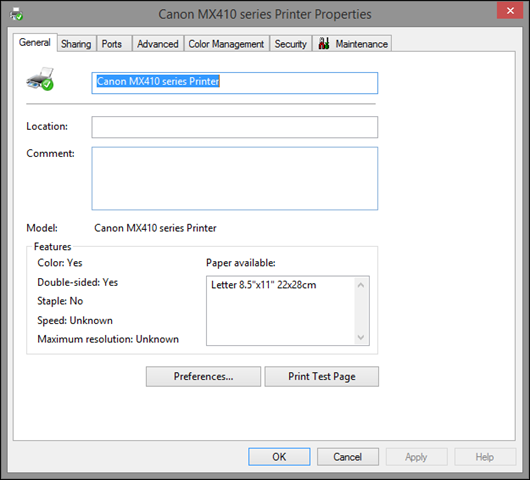 Canon MX410 series Printer Properties
General Sharing Ports Advanced Color Management Security Maintenance
Canon MX410 series Printer
Location:
Comment:
Model: Canon MX410 series Printer
Features
Color: Yes
Double-sided: Yes
Staple: No
Speed: Unknown
Maximum resolution: Unknown
Paper available:
Letter 8.5"x11" 22x28cm
Preferences... Print Test Page
OK Cancel Apply Help